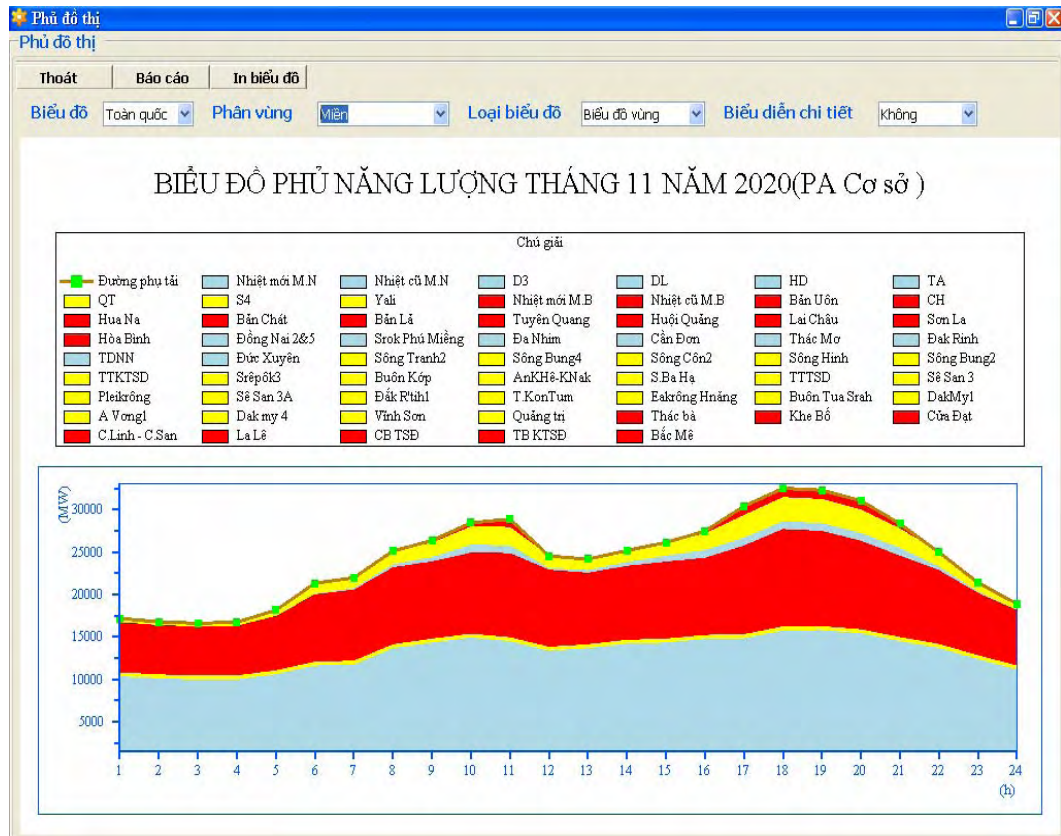 Phủ đồ thị
Phủ đồ thị
Thoát Báo cáo In biểu đồ
Biểu đồ Toàn quốc Phân vùng Miền Loại biểu đồ Biểu đồ vùng Biểu diễn chi tiết Không
BIỂU ĐỒ PHỦ NĂNG LƯỢNG THÁNG 11 NĂM 2020(PA Cơ sở )
Chú giải
Đường phụ tải Nhiệt mới M.N Nhiệt cũ M.N D3 DL HD TA
QT S4 Yali Nhiệt mới M.B Nhiệt cũ M.B Bản Uôn CH
Hua Na Bản Chát Bản Lả Tuyên Quang Huội Quảng Lai Châu Sơn La
Hòa Bình Đồng Nai 2&5 Srok Phú Miềng Đa Nhim Cần Đơn Thác Mơ Đak Rinh
TDNN Đức Xuyên Sông Tranh2 Sông Bung4 Sông Côn2 Sông Hinh Sông Bung2
TTKTSD Srêpôk3 Buôn Kớp AnKHê-KNak S.Ba Hạ TTTSD Sê San 3
Pleikrông Sê San 3A Đắk R'tih1 T.KonTum Eakrông Hnăng Buôn Tua Srah DakMy1
A Vơng1 Dak my 4 Vĩnh Sơn Quảng trị Thác bà Khe Bố Cửa Đạt
C.Linh - C.San La Lê CB TSĐ TB KTSĐ Bắc Mê
(MW)
30000
25000
20000
15000
10000
5000
1 2 3 4 5 6 7 8 9 10 11 12 13 14 15 16 17 18 19 20 21 22 23 24
(h)